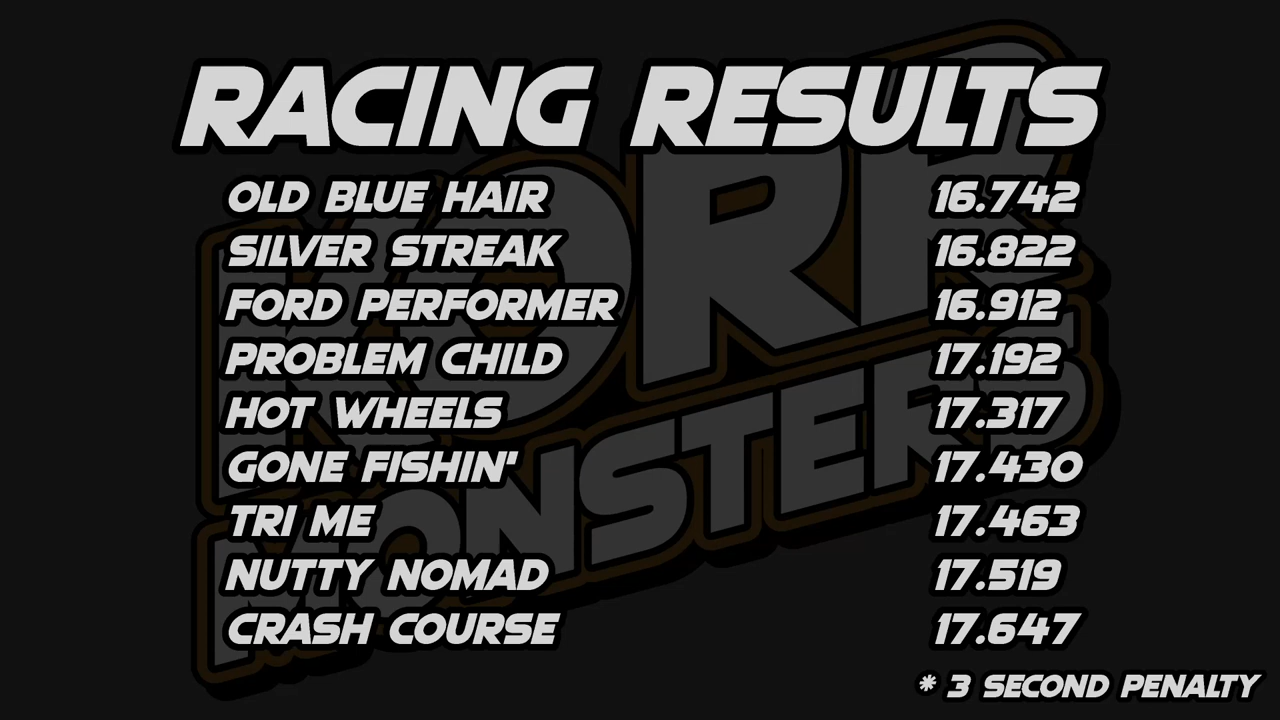 RACING RESULTS
OLD BLUE HAIR 16.742
SILVER STREAK 16.822
FORD PERFORMER 16.912
PROBLEM CHILD 17.192
HOT WHEELS 17.317
GONE FISHIN' 17.430
TRI ME 17.463
NUTTY NOMAD 17.519
CRASH COURSE 17.647
* 3 SECOND PENALTY
MONSTERS